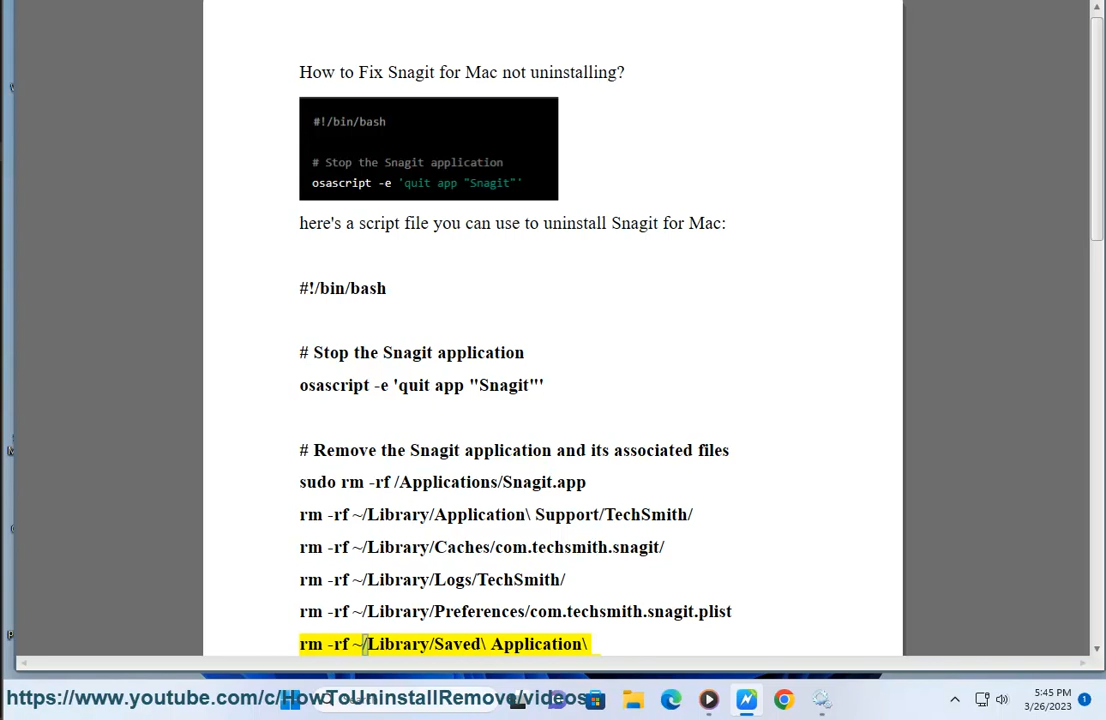 How to Fix Snagit for Mac not uninstalling?
#!/bin/bash
# Stop the Snagit application
osascript -e 'quit app "Snagit"'
here's a script file you can use to uninstall Snagit for Mac:
#!/bin/bash
# Stop the Snagit application
osascript -e 'quit app "Snagit"'
# Remove the Snagit application and its associated files
sudo rm -rf /Applications/Snagit.app
rm -rf ~/Library/Application\ Support/TechSmith/
rm -rf ~/Library/Caches/com.techsmith.snagit/
rm -rf ~/Library/Logs/TechSmith/
rm -rf ~/Library/Preferences/com.techsmith.snagit.plist
rm -rf ~/Library/Saved\ Application\
https://www.youtube.com/c/HowToUninstallRemove/videos
5:45 PM
3/26/2023
1